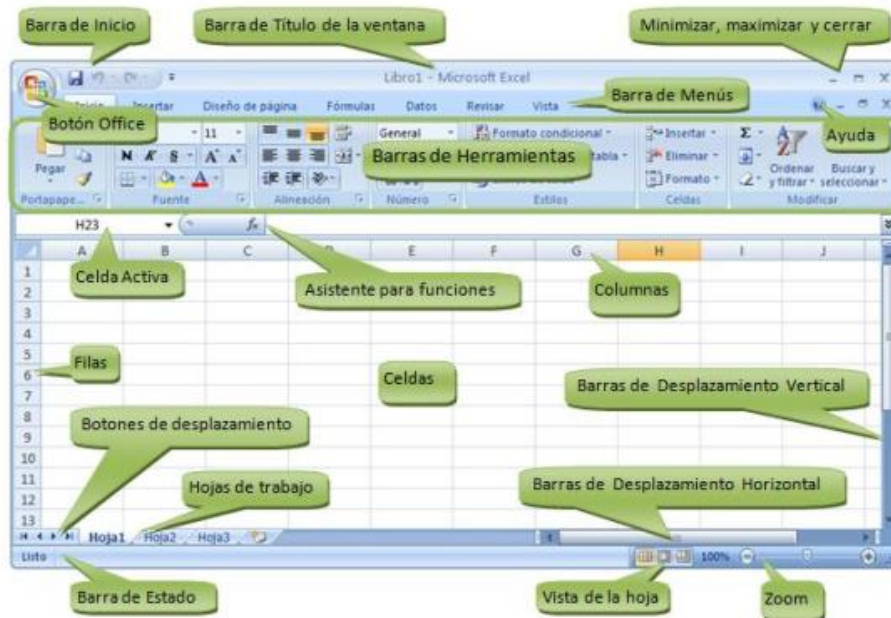 Barra de Inicio
Barra de Título de la ventana
Minimizar, maximizar y cerrar
Libro1 - Microsoft Excel
Inicio Insertar Diseño de página Fórmulas Datos Revisar Vista
Barra de Menús
Botón Office
Ayuda
Barras de Herramientas
11
General
Formato condicional
tabla
Insertar
Eliminar
Formato
Σ
Pegar
N K S A A
A
Ordenar y filtrar
Buscar y seleccionar
Portapape... Fuente Alineación Número Estilos Celdas Modificar
H23 fx
A B C E F G H I J
Celda Activa
Asistente para funciones
Columnas
1
2
3
4
5
6
7
8
9
10
11
12
13
Filas
Celdas
Barras de Desplazamiento Vertical
Botones de desplazamiento
Hojas de trabajo
Barras de Desplazamiento Horizontal
Hoja1 Hoja2 Hoja3
Listo
100%
Barra de Estado
Vista de la hoja
Zoom